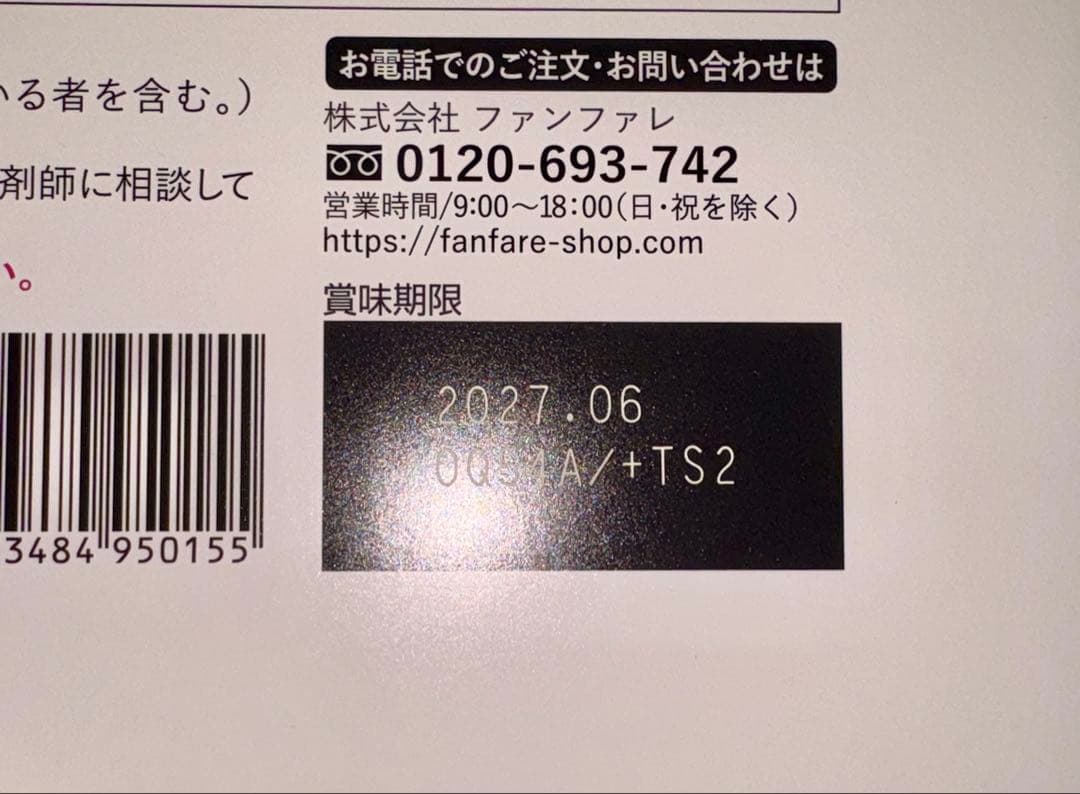 お電話でのご注文・お問い合わせは
いる者を含む。)
株式会社 ファンファレ
0120-693-742
剤師に相談して
営業時間/9:00〜18:00(日・祝を除く)
https://fanfare-shop.com
い。
賞味期限
2027.06
/+TS2
3484 950155